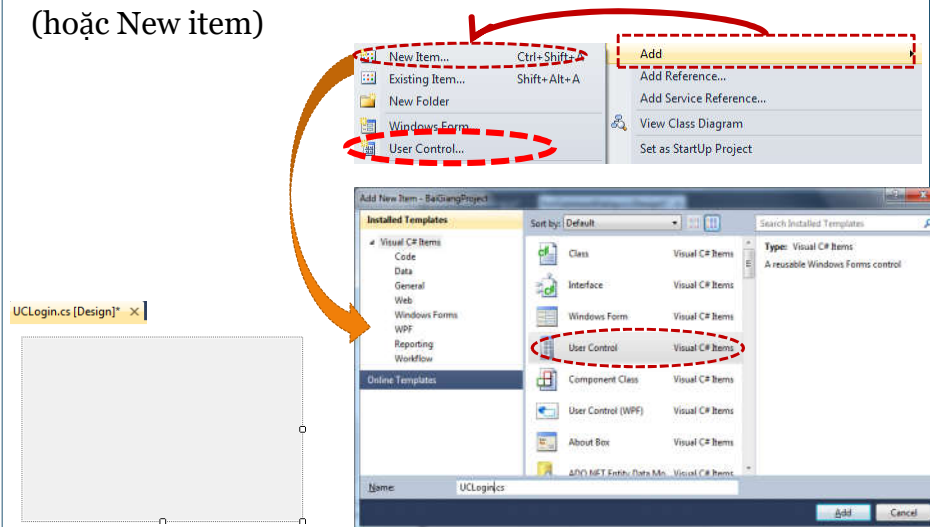 (hoặc New item)
New Item... Ctrl+Shift+A
Existing Item... Shift+Alt+A
New Folder
Windows Form...
User Control...
Add
Add Reference...
Add Service Reference...
View Class Diagram
Set as StartUp Project
Add New Item - BaiGiangProject
Installed Templates
Visual C# Items
Code
Data
General
Web
Windows Forms
WPF
Reporting
Workflow
Online Templates
Sort by: Default
Search Installed Templates
Class Visual C# Items
Interface Visual C# Items
Windows Form Visual C# Items
User Control Visual C# Items
Component Class Visual C# Items
User Control (WPF) Visual C# Items
About Box Visual C# Items
ADO.NET Entity Data Mo... Visual C# Items
Type: Visual C# Items
A reusable Windows Forms control
Name: UCLogin.cs
Add Cancel
UCLogin.cs [Design]*